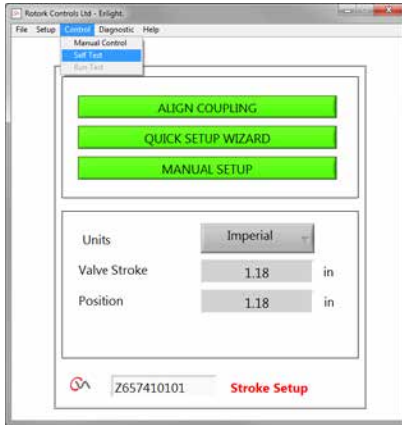 Rotork Controls Ltd - Enlight.
File Setup Control Diagnostic Help
Manual Control
Self Test
Run Test
ALIGN COUPLING
QUICK SETUP WIZARD
MANUAL SETUP
Units Imperial
Valve Stroke 1.18 in
Position 1.18 in
Z657410101 Stroke Setup